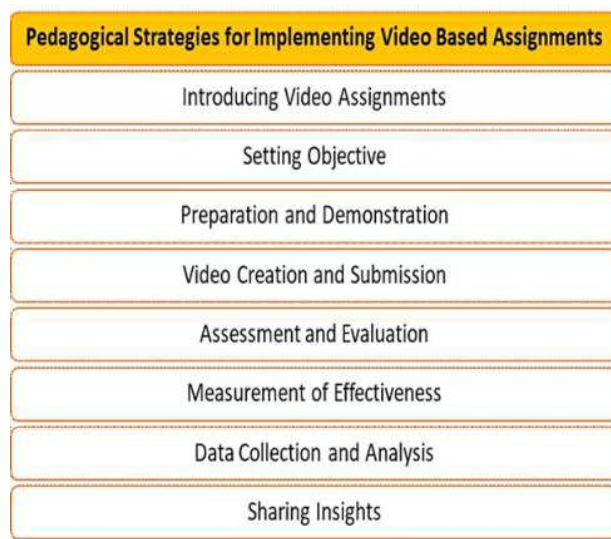 Pedagogical Strategies for Implementing Video Based Assignments
Introducing Video Assignments
Setting Objective
Preparation and Demonstration
Video Creation and Submission
Assessment and Evaluation
Measurement of Effectiveness
Data Collection and Analysis
Sharing Insights